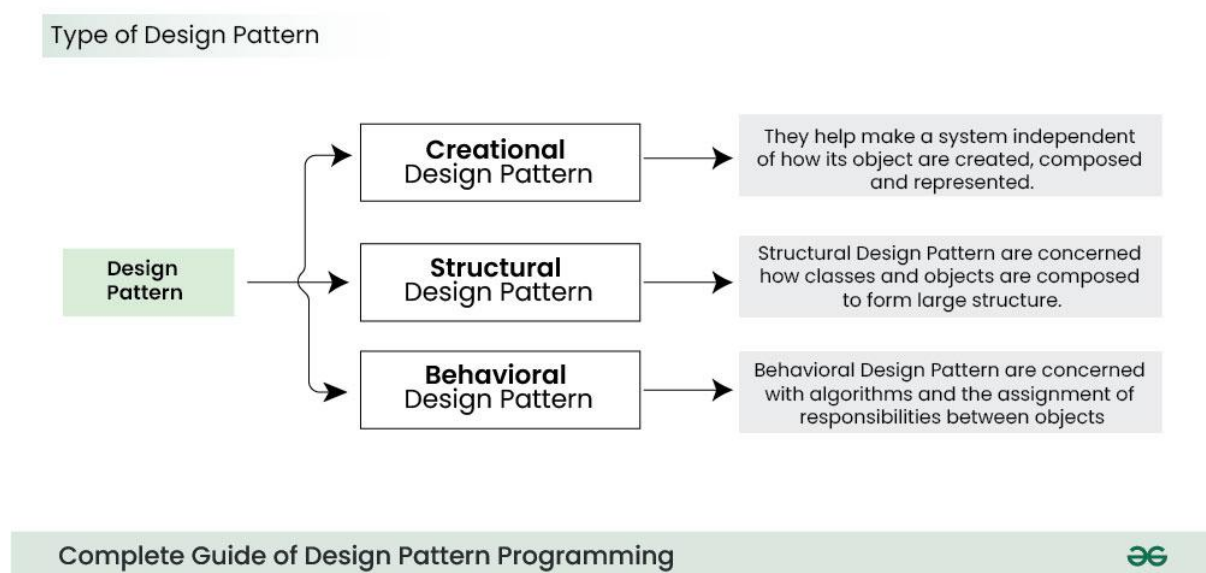 Type of Design Pattern
Creational
Design Pattern
They help make a system independent
of how its object are created, composed
and represented.
Design
Pattern
Structural
Design Pattern
Structural Design Pattern are concerned
how classes and objects are composed
to form large structure.
Behavioral
Design Pattern
Behavioral Design Pattern are concerned
with algorithms and the assignment of
responsibilities between objects
Complete Guide of Design Pattern Programming